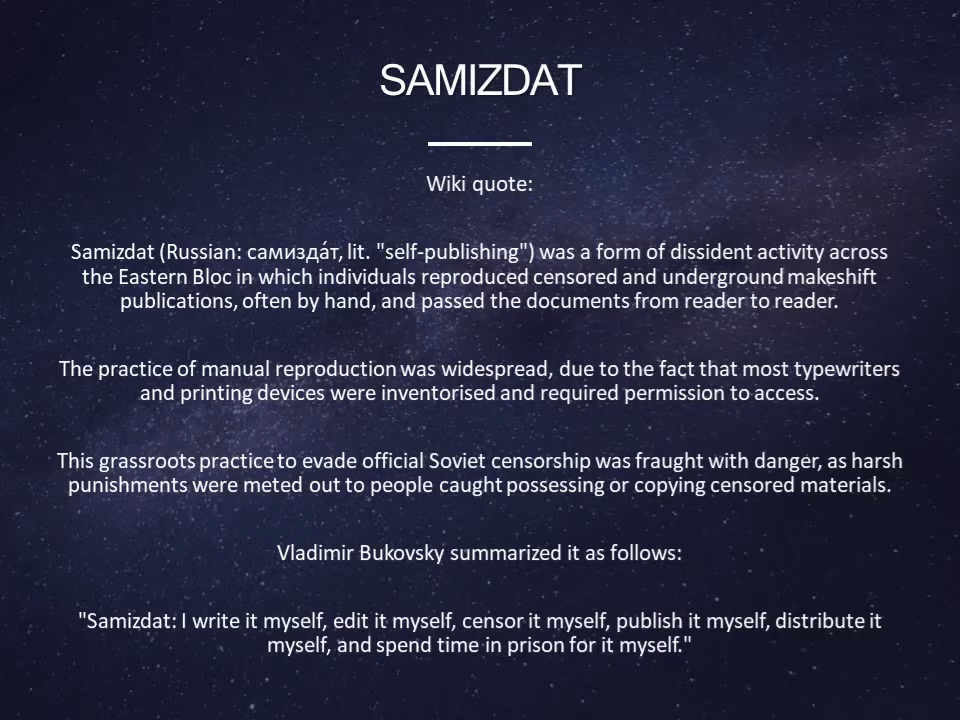 SAMIZDAT
Wiki quote:
Samizdat (Russian: самизда́т, lit. "self-publishing") was a form of dissident activity across
the Eastern Bloc in which individuals reproduced censored and underground makeshift
publications, often by hand, and passed the documents from reader to reader.
The practice of manual reproduction was widespread, due to the fact that most typewriters
and printing devices were inventorised and required permission to access.
This grassroots practice to evade official Soviet censorship was fraught with danger, as harsh
punishments were meted out to people caught possessing or copying censored materials.
Vladimir Bukovsky summarized it as follows:
"Samizdat: I write it myself, edit it myself, censor it myself, publish it myself, distribute it
myself, and spend time in prison for it myself."